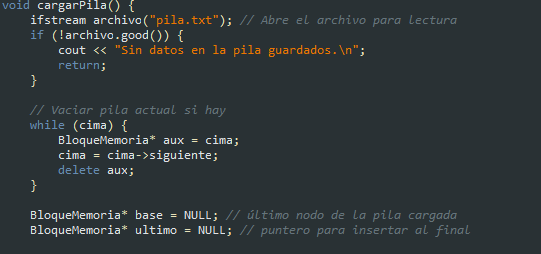 void cargarPila() {
    ifstream archivo("pila.txt"); // Abre el archivo para lectura
    if (!archivo.good()) {
        cout << "Sin datos en la pila guardados.\n";
        return;
    }

    // Vaciar pila actual si hay
    while (cima) {
        BloqueMemoria* aux = cima;
        cima = cima->siguiente;
        delete aux;
    }

    BloqueMemoria* base = NULL; // último nodo de la pila cargada
    BloqueMemoria* ultimo = NULL; // puntero para insertar al final